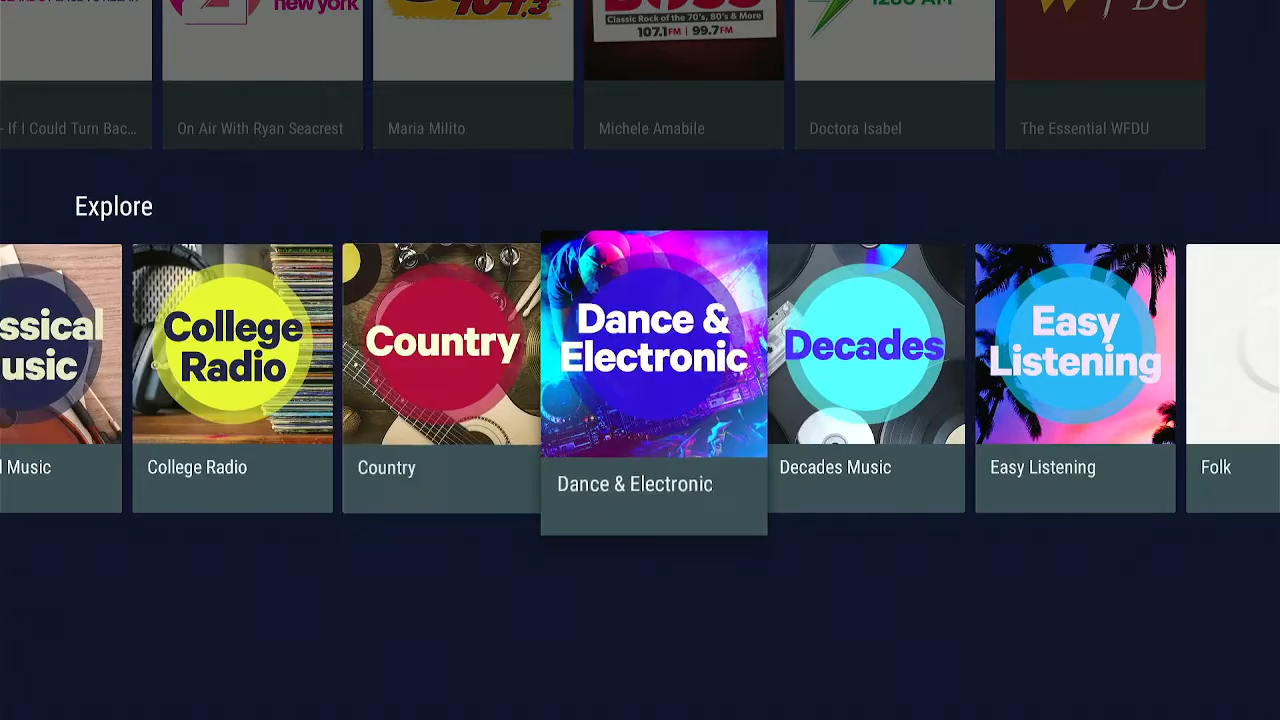 new york
104.3
Classic Rock of the 70's, 80's & More
107.1FM | 99.7FM
- If I Could Turn Bac...
On Air With Ryan Seacrest
Maria Milito
Michele Amabile
Doctora Isabel
The Essential WFDU
Explore
ssical
usic
College
Radio
Country
Dance &
Electronic
Decades
Easy
Listening
l Music
College Radio
Country
Dance & Electronic
Decades Music
Easy Listening
Folk